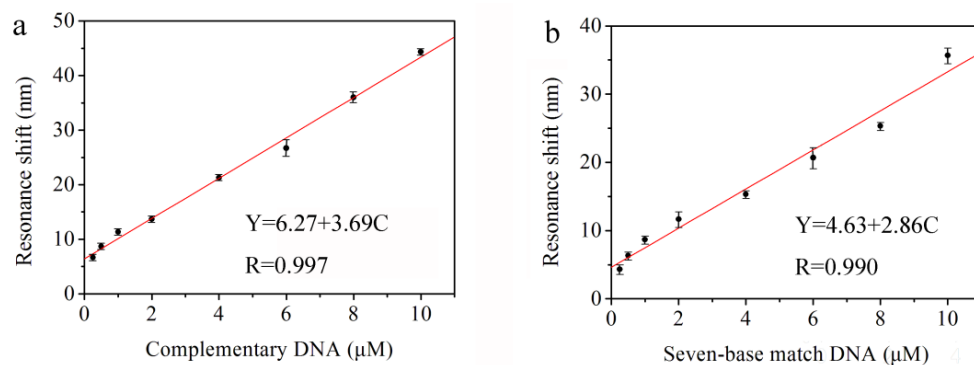 a
Resonance shift (nm)
50
40
30
20
10
0
Y=6.27+3.69C
R=0.997
0 2 4 6 8 10
Complementary DNA (μM)
b
Resonance shift (nm)
40
30
20
10
0
Y=4.63+2.86C
R=0.990
0 2 4 6 8 10
Seven-base match DNA (μM)
4